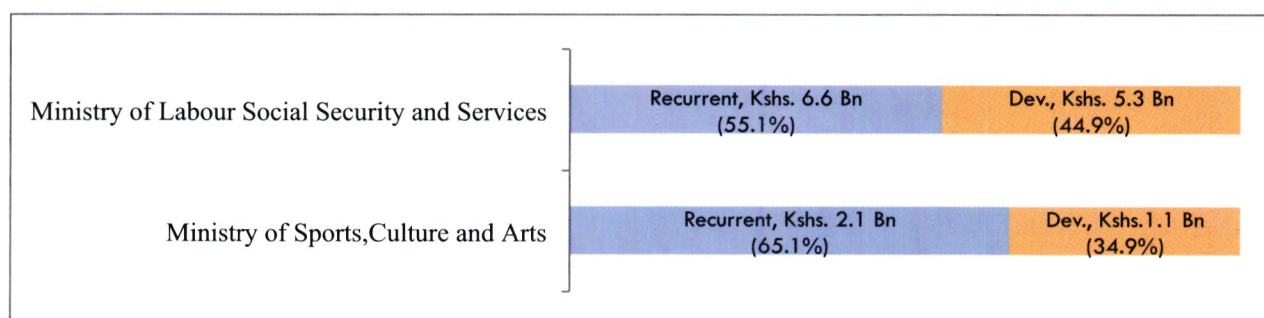 Ministry of Labour Social Security and Services
Recurrent, Kshs. 6.6 Bn
(55.1%)
Dev., Kshs. 5.3 Bn
(44.9%)
Ministry of Sports,Culture and Arts
Recurrent, Kshs. 2.1 Bn
(65.1%)
Dev., Kshs.1.1 Bn
(34.9%)